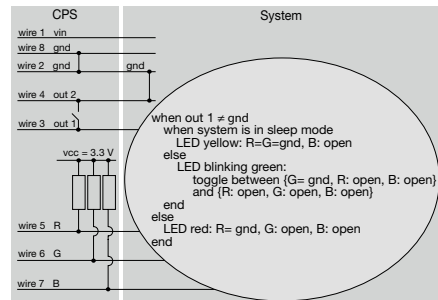 CPS
System
wire 1 vin
wire 8 gnd
wire 2 gnd
gnd
wire 4 out 2
wire 3 out 1
vcc = 3.3 V
wire 5 R
wire 6 G
wire 7 B
when out 1 ≠ gnd
when system is in sleep mode
LED yellow: R=G=gnd, B: open
else
LED blinking green:
toggle between {G= gnd, R: open, B: open}
and {R: open, G: open, B: open}
end
else
LED red: R= gnd, G: open, B: open
end